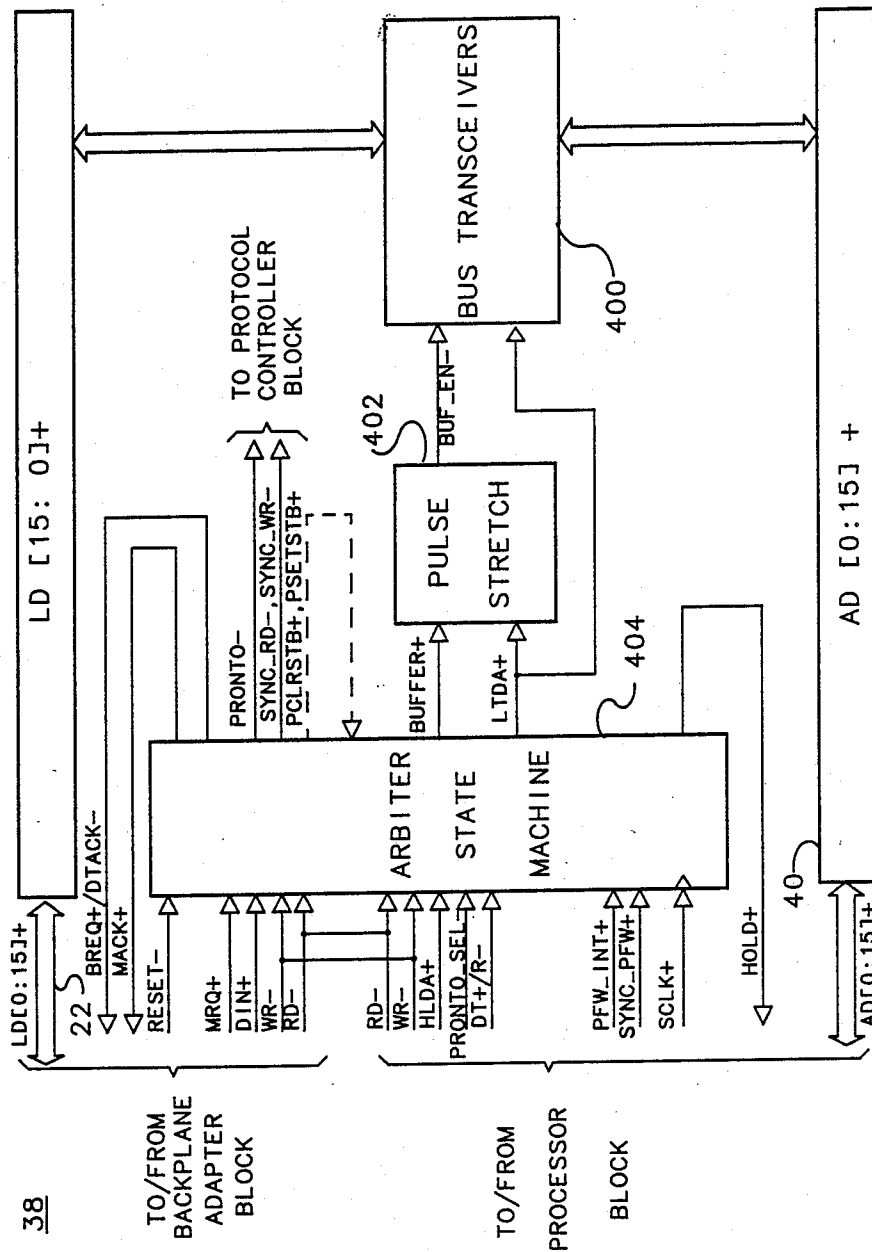 38
LD [15: 0]+
LD[0:15]+
22
BREQ+/DTACK-
MACK+
RESET-
MRQ+
DIN+
WR-
RD-
TO/FROM
BACKPLANE
ADAPTER
BLOCK
PRONTO-
SYNC_RD-,SYNC_WR-
PCLRSTB+,PSETSTB+
TO PROTOCOL
CONTROLLER
BLOCK
RD-
WR-
HLDA+
PRONTO_SEL-
DT+/R-
PFW_INT+
SYNC_PFW+
SCLK+
HOLD+
TO/FROM
PROCESSOR
BLOCK
ARBITER
STATE
MACHINE
404
BUFFER+
LTDA+
PULSE
STRETCH
402
BUF_EN-
BUS TRANSCEIVERS
400
40
AD[0:15]+
AD [0:15] +